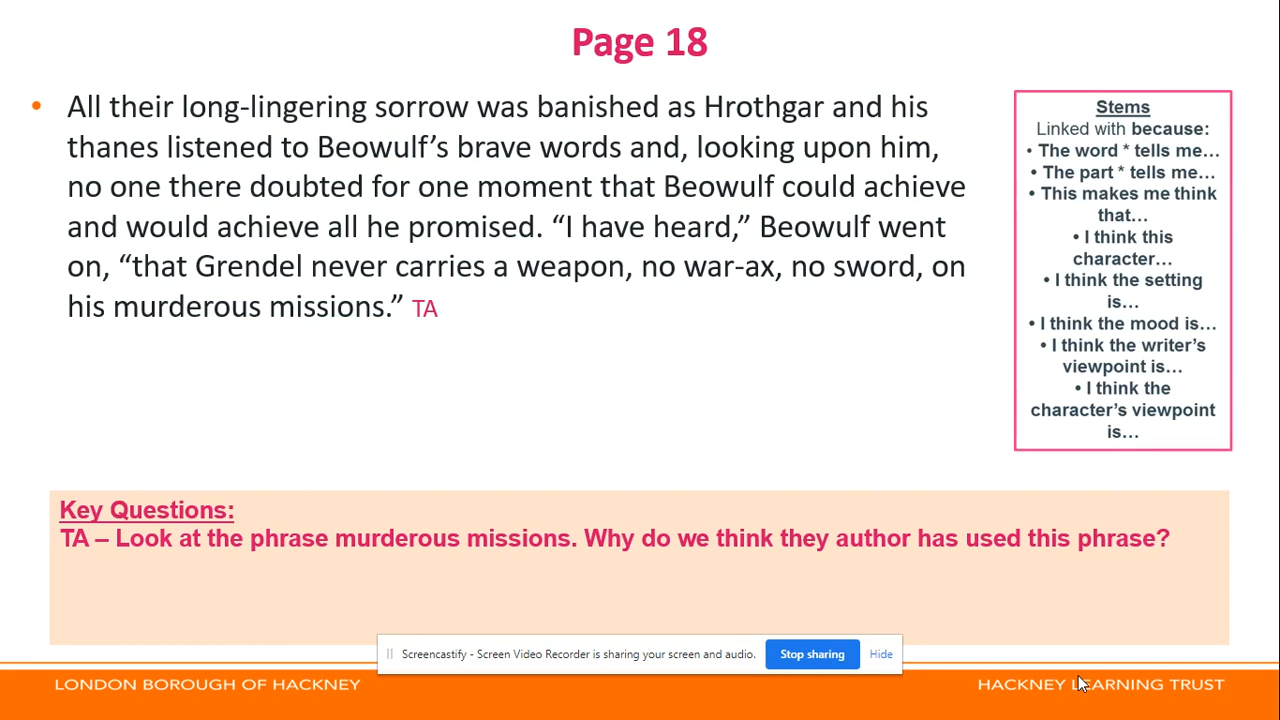 Page 18
• All their long-lingering sorrow was banished as Hrothgar and his
thanes listened to Beowulf’s brave words and, looking upon him,
no one there doubted for one moment that Beowulf could achieve
and would achieve all he promised. “I have heard,” Beowulf went
on, “that Grendel never carries a weapon, no war-ax, no sword, on
his murderous missions.” TA
Stems
Linked with because:
• The word * tells me…
• The part * tells me…
• This makes me think
that…
• I think this
character…
• I think the setting
is…
• I think the mood is…
• I think the writer’s
viewpoint is…
• I think the
character’s viewpoint
is…
Key Questions:
TA – Look at the phrase murderous missions. Why do we think they author has used this phrase?
Screencastify - Screen Video Recorder is sharing your screen and audio.
Stop sharing
Hide
LONDON BOROUGH OF HACKNEY
HACKNEY LEARNING TRUST